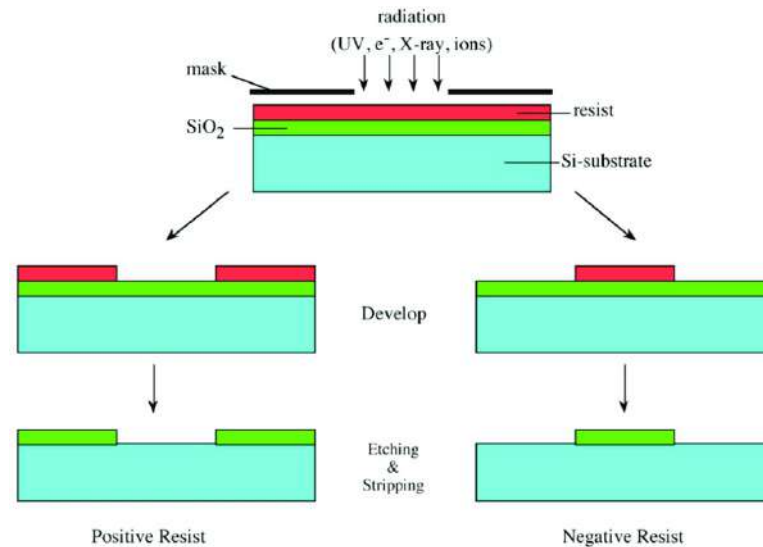 radiation
(UV, e⁻, X-ray, ions)
mask
resist
SiO₂
Si-substrate
Develop
Etching
&
Stripping
Positive Resist
Negative Resist